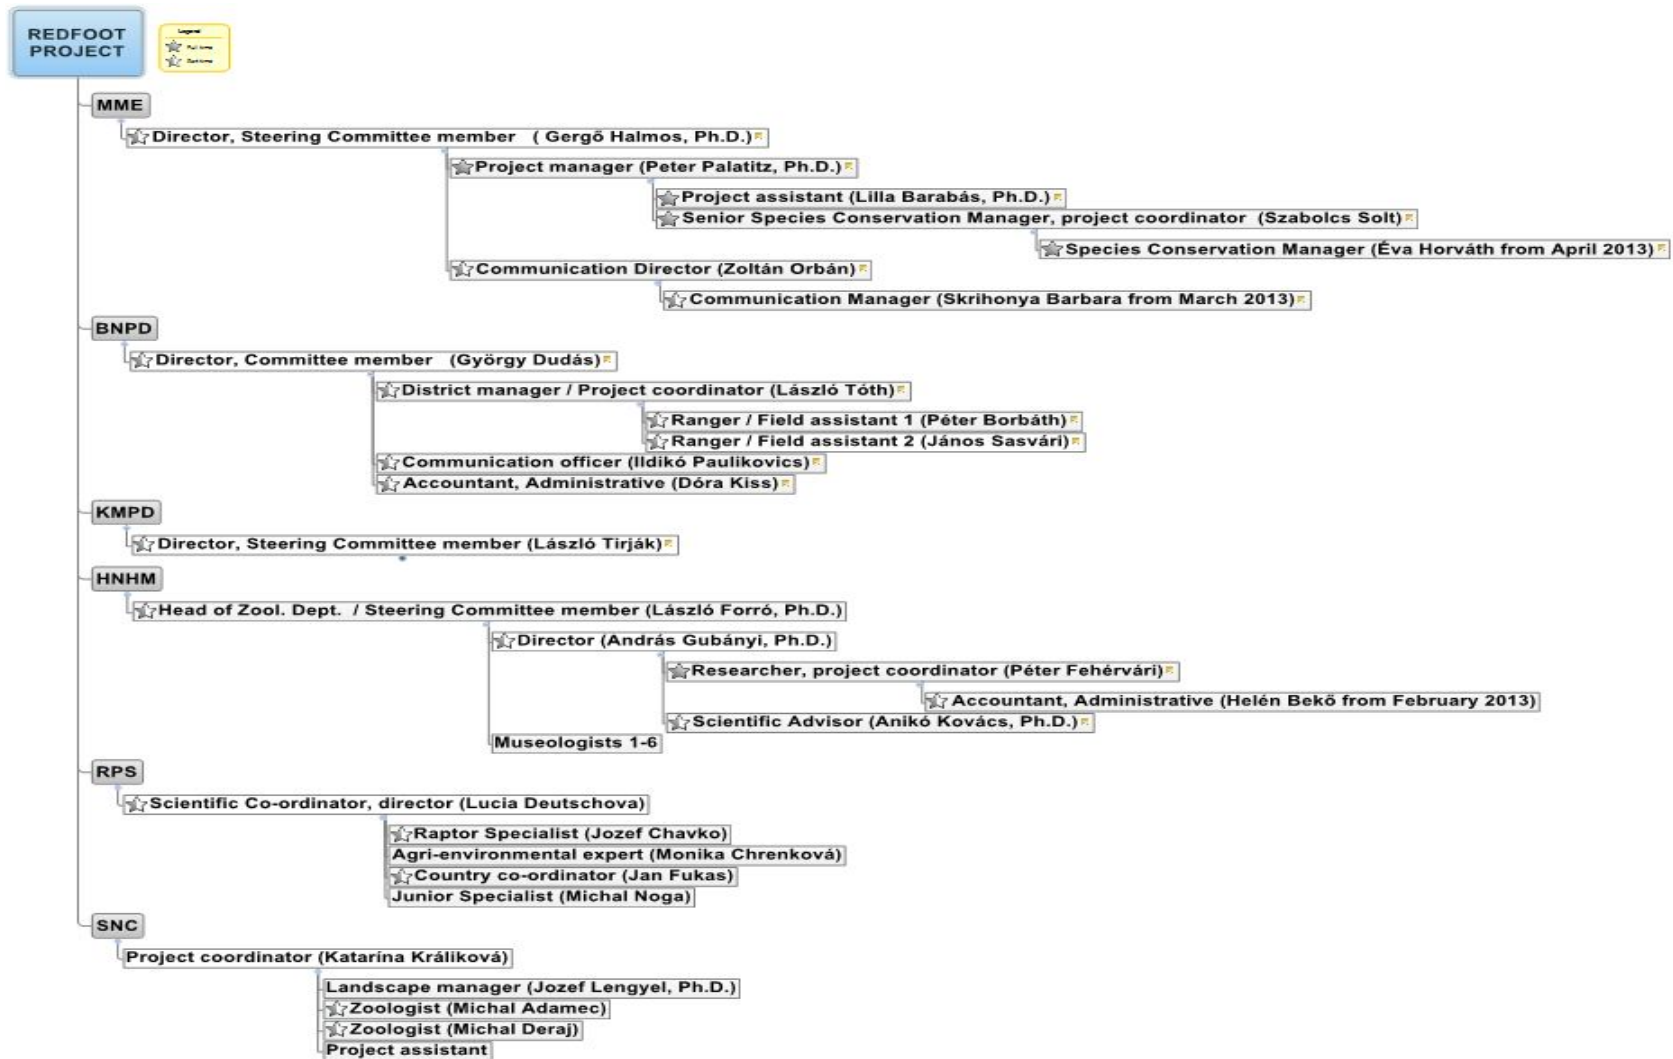 REDFOOT
PROJECT
Legend
Full time
Part time
MME
Director, Steering Committee member ( Gergő Halmos, Ph.D.)
Project manager (Peter Palatitz, Ph.D.)
Project assistant (Lilla Barabás, Ph.D.)
Senior Species Conservation Manager, project coordinator (Szabolcs Solt)
Species Conservation Manager (Éva Horváth from April 2013)
Communication Director (Zoltán Orbán)
Communication Manager (Skrihonya Barbara from March 2013)
BNPD
Director, Committee member (György Dudás)
District manager / Project coordinator (László Tóth)
Ranger / Field assistant 1 (Péter Borbáth)
Ranger / Field assistant 2 (János Sasvári)
Communication officer (Ildikó Paulikovics)
Accountant, Administrative (Dóra Kiss)
KMPD
Director, Steering Committee member (László Tirják)
HNHM
Head of Zool. Dept. / Steering Committee member (László Forró, Ph.D.)
Director (András Gubányi, Ph.D.)
Researcher, project coordinator (Péter Fehérvári)
Accountant, Administrative (Helén Bekő from February 2013)
Scientific Advisor (Anikó Kovács, Ph.D.)
Museologists 1-6
RPS
Scientific Co-ordinator, director (Lucia Deutschova)
Raptor Specialist (Jozef Chavko)
Agri-environmental expert (Monika Chrenková)
Country co-ordinator (Jan Fukas)
Junior Specialist (Michal Noga)
SNC
Project coordinator (Katarína Králiková)
Landscape manager (Jozef Lengyel, Ph.D.)
Zoologist (Michal Adamec)
Zoologist (Michal Deraj)
Project assistant